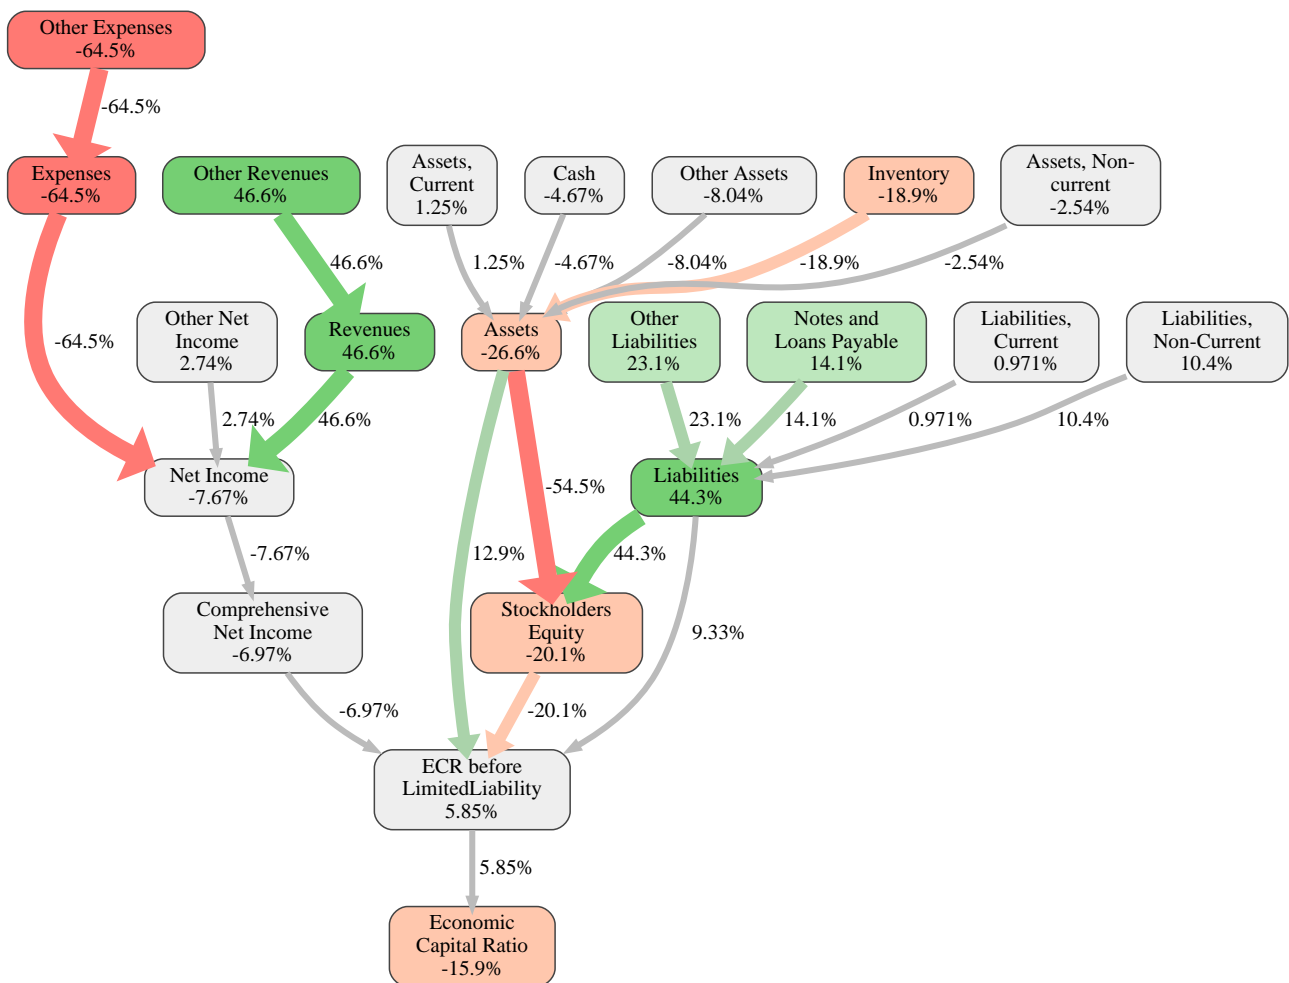 Other Expenses
-64.5%
-64.5%
Expenses
-64.5%
Other Revenues
46.6%
Assets,
Current
1.25%
Cash
-4.67%
Other Assets
-8.04%
Inventory
-18.9%
Assets, Non-
current
-2.54%
46.6%
1.25%
-4.67%
-8.04%
-18.9%
-2.54%
-64.5%
Other Net
Income
2.74%
Revenues
46.6%
Assets
-26.6%
Other
Liabilities
23.1%
Notes and
Loans Payable
14.1%
Liabilities,
Current
0.971%
Liabilities,
Non-Current
10.4%
2.74%
46.6%
23.1%
14.1%
0.971%
10.4%
Net Income
-7.67%
-54.5%
Liabilities
44.3%
-7.67%
12.9%
44.3%
Comprehensive
Net Income
-6.97%
Stockholders
Equity
-20.1%
9.33%
-6.97%
-20.1%
ECR before
LimitedLiability
5.85%
5.85%
Economic
Capital Ratio
-15.9%